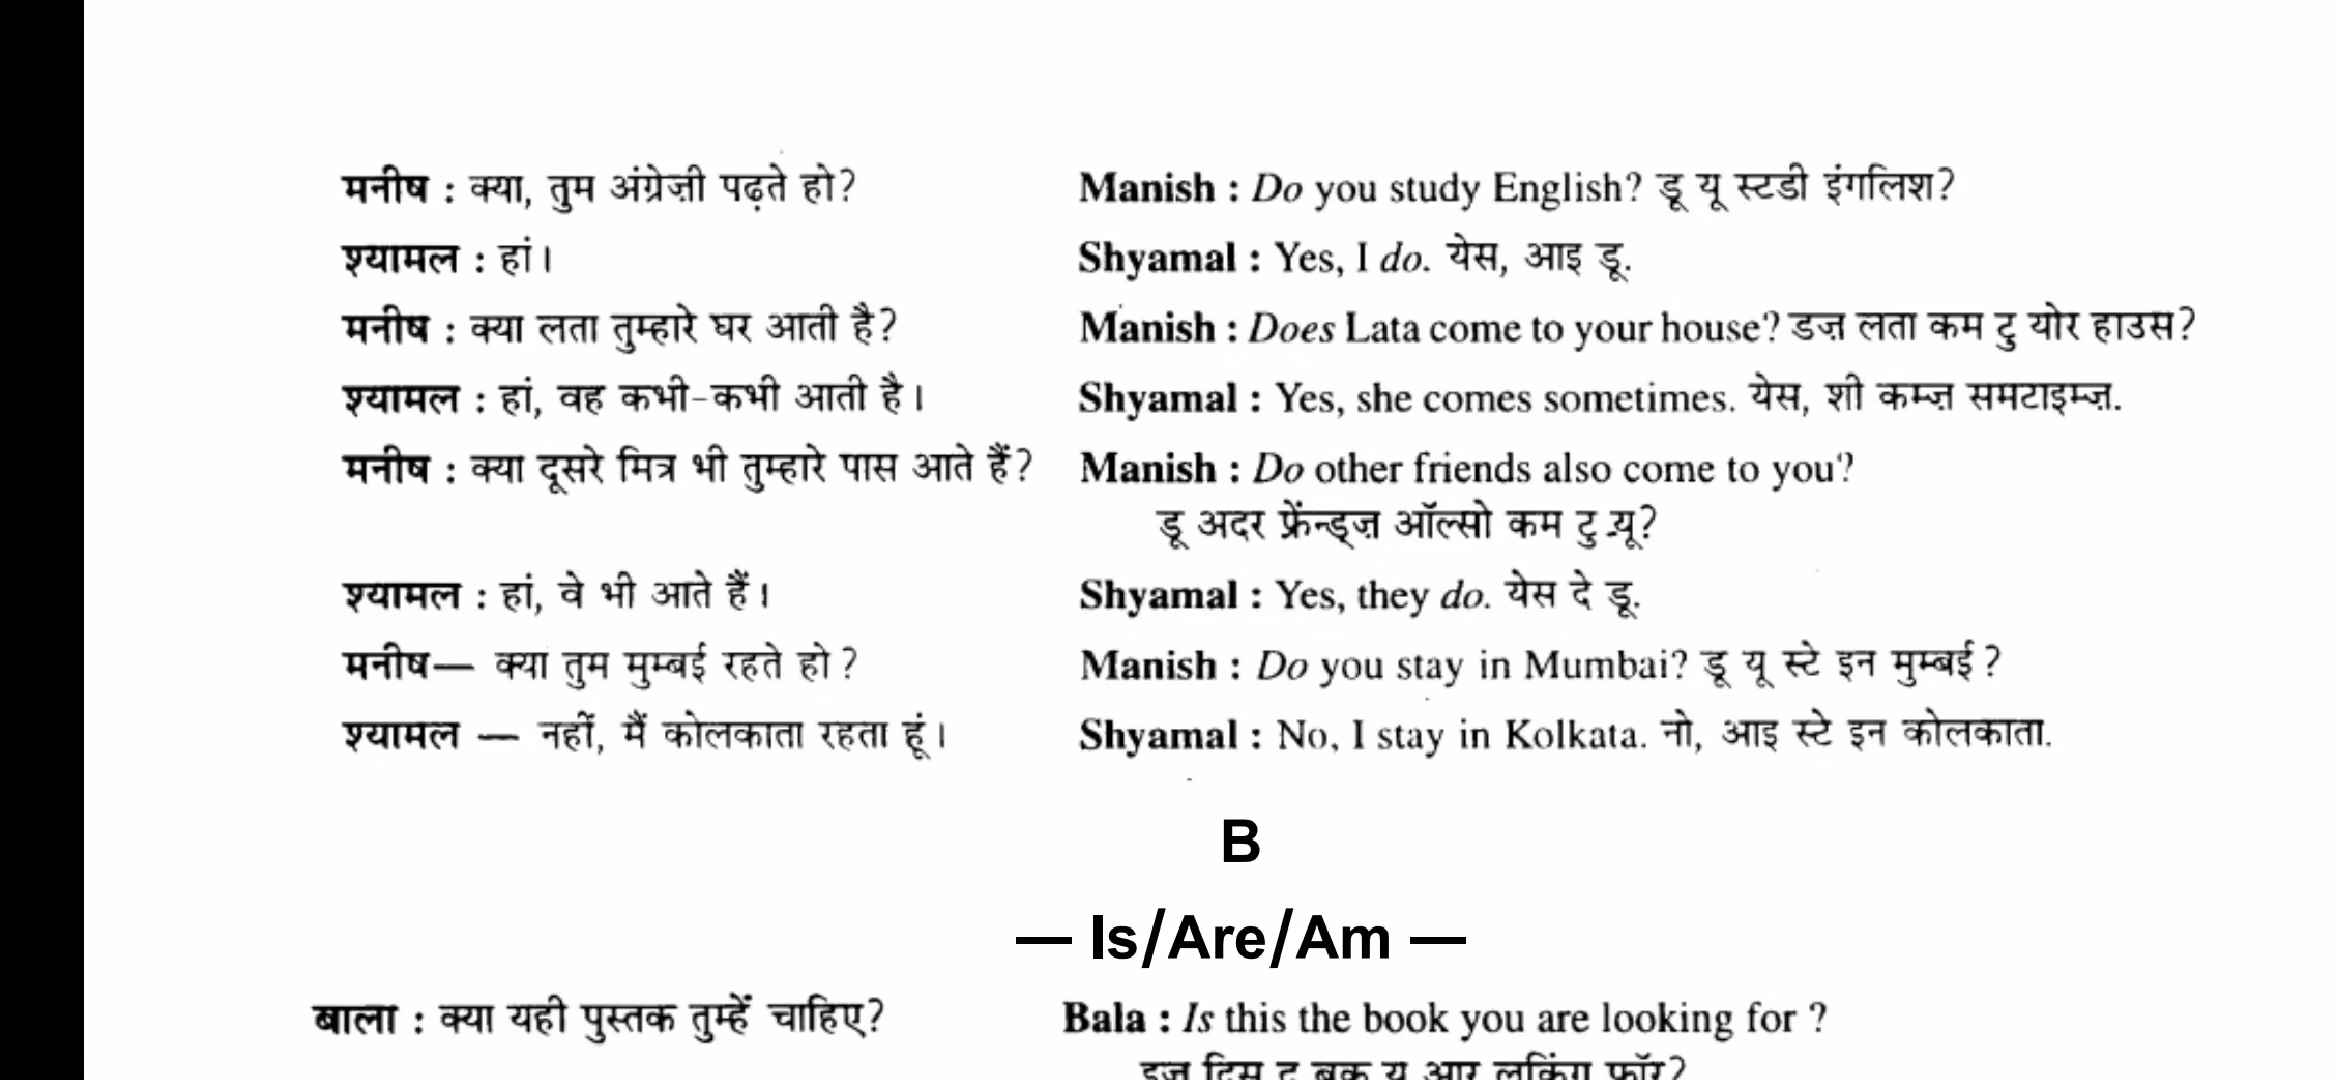 मनीष : क्या, तुम अंग्रेज़ी पढ़ते हो?
Manish : Do you study English? डू यू स्टडी इंगलिश?
श्यामल : हां।
Shyamal : Yes, I do. येस, आइ डू.
मनीष : क्या लता तुम्हारे घर आती है?
Manish : Does Lata come to your house? डज़ लता कम टु योर हाउस?
श्यामल : हां, वह कभी-कभी आती है।
Shyamal : Yes, she comes sometimes. येस, शी कम्ज़ समटाइम्ज़.
मनीष : क्या दूसरे मित्र भी तुम्हारे पास आते हैं?
Manish : Do other friends also come to you?
डू अदर फ्रेंन्ड्ज़ ऑल्सो कम टु यू?
श्यामल : हां, वे भी आते हैं।
Shyamal : Yes, they do. येस दे डू.
मनीष— क्या तुम मुम्बई रहते हो?
Manish : Do you stay in Mumbai? डू यू स्टे इन मुम्बई?
श्यामल — नहीं, मैं कोलकाता रहता हूं।
Shyamal : No, I stay in Kolkata. नो, आइ स्टे इन कोलकाता.
B
— Is/Are/Am —
बाला : क्या यही पुस्तक तुम्हें चाहिए?
Bala : Is this the book you are looking for ?
इज़ दिस द बुक यू आर लुकिंग फॉर?